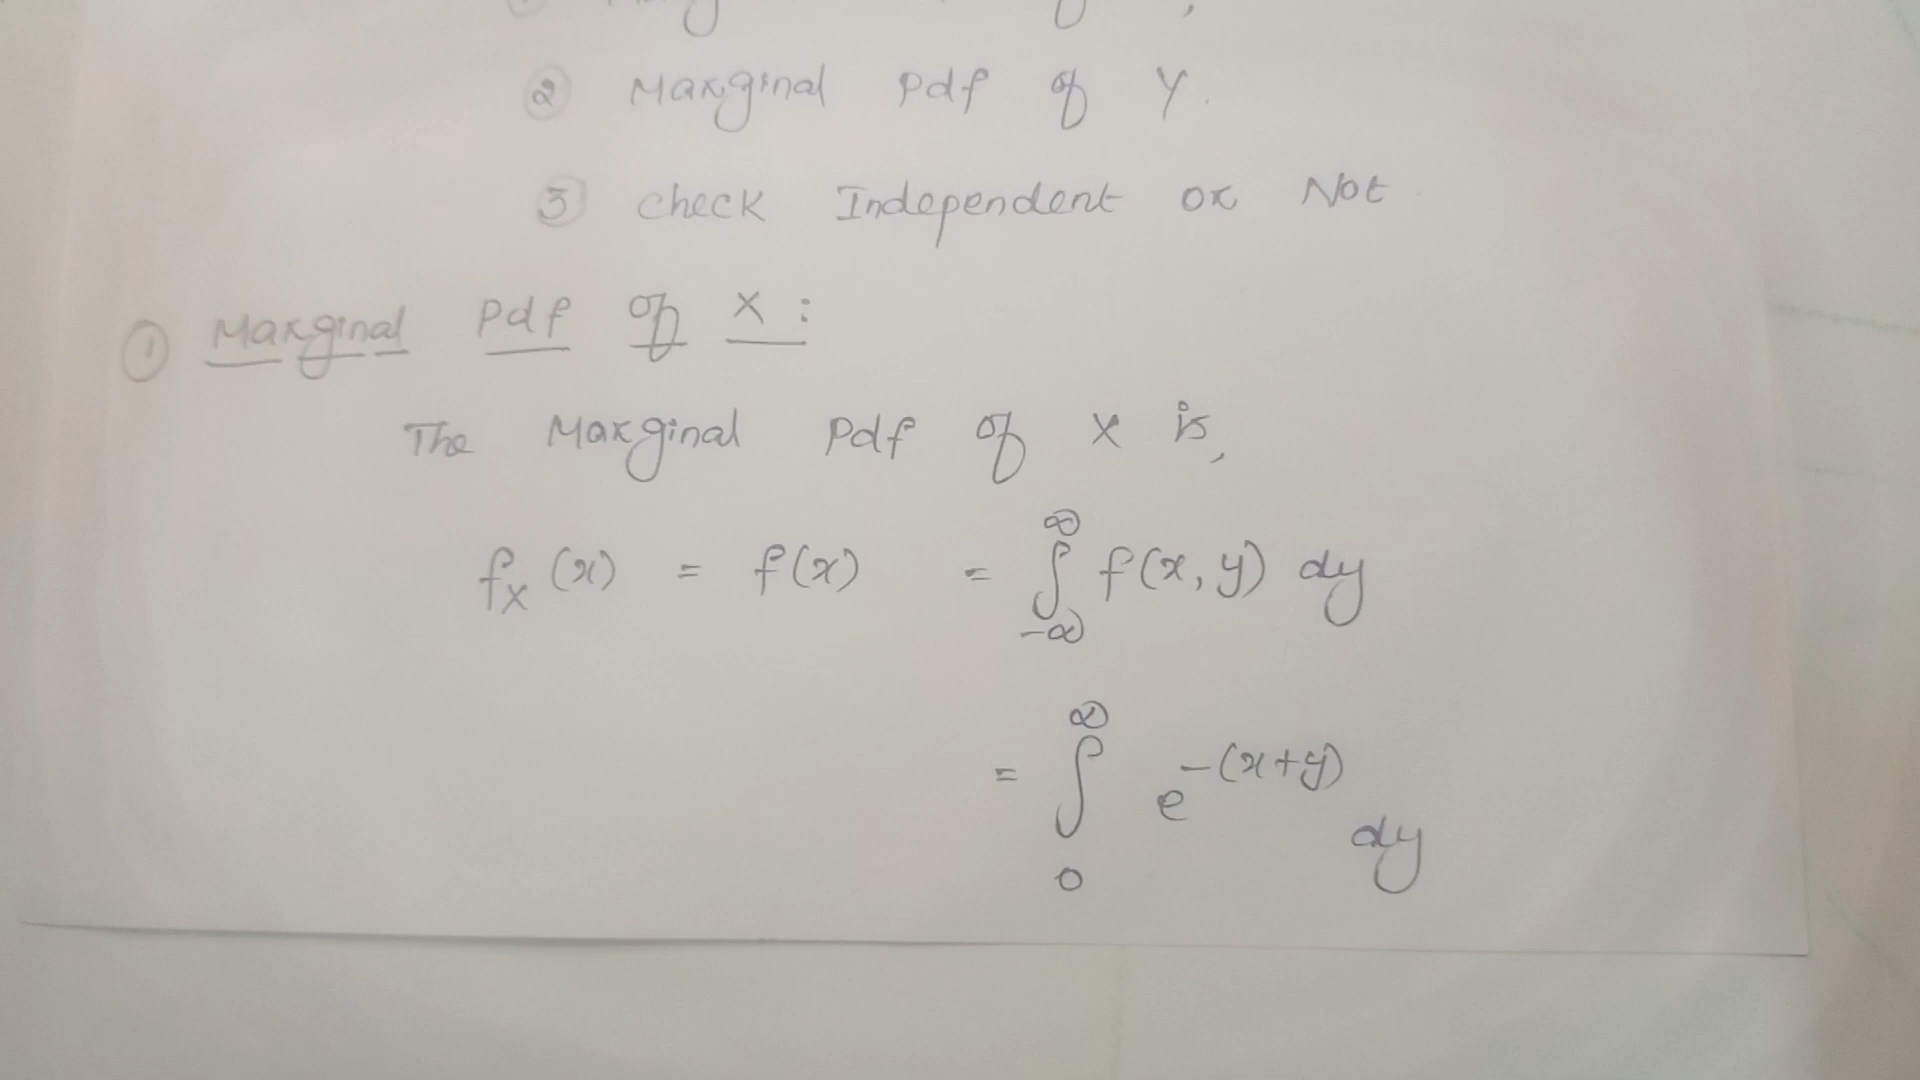 ② Marginal Pdf of Y.
③ check Independent or Not
① Marginal Pdf of X :
The Marginal Pdf of X is,
fₓ(x) = f(x) = ∫_{-∞}^{∞} f(x, y) dy
= ∫_{0}^{∞} e^{-(x+y)} dy